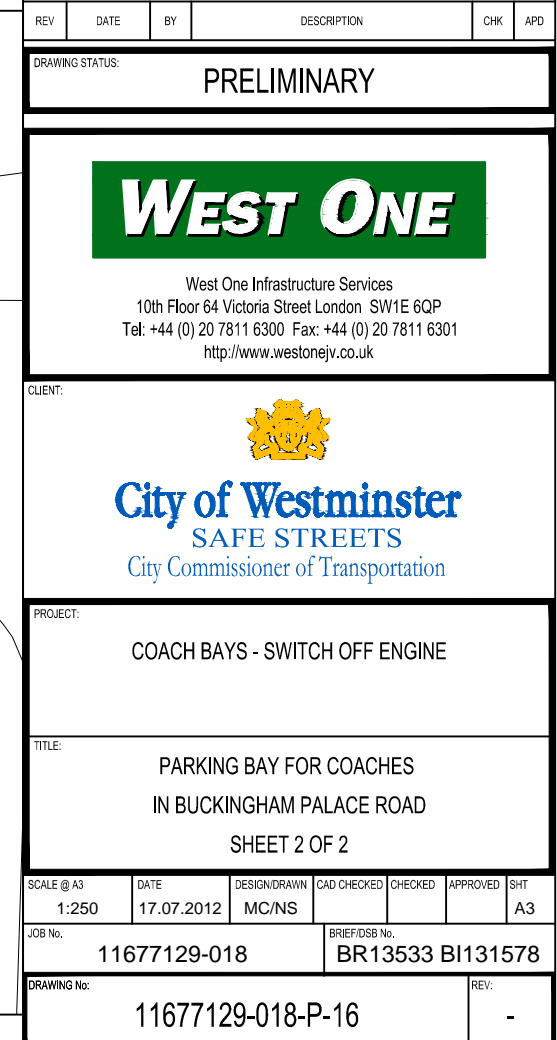 REV DATE BY DESCRIPTION CHK APD
DRAWING STATUS:
PRELIMINARY
WEST ONE
West One Infrastructure Services
10th Floor 64 Victoria Street London SW1E 6QP
Tel: +44 (0) 20 7811 6300 Fax: +44 (0) 20 7811 6301
http://www.westonejv.co.uk
CLIENT:
City of Westminster
SAFE STREETS
City Commissioner of Transportation
PROJECT:
COACH BAYS - SWITCH OFF ENGINE
TITLE:
PARKING BAY FOR COACHES
IN BUCKINGHAM PALACE ROAD
SHEET 2 OF 2
SCALE @ A3 DATE DESIGN/DRAWN CAD CHECKED CHECKED APPROVED SHT
1:250 17.07.2012 MC/NS A3
JOB No. BRIEF/DSB No.
11677129-018 BR13533 BI131578
DRAWING No: REV:
11677129-018-P-16 -